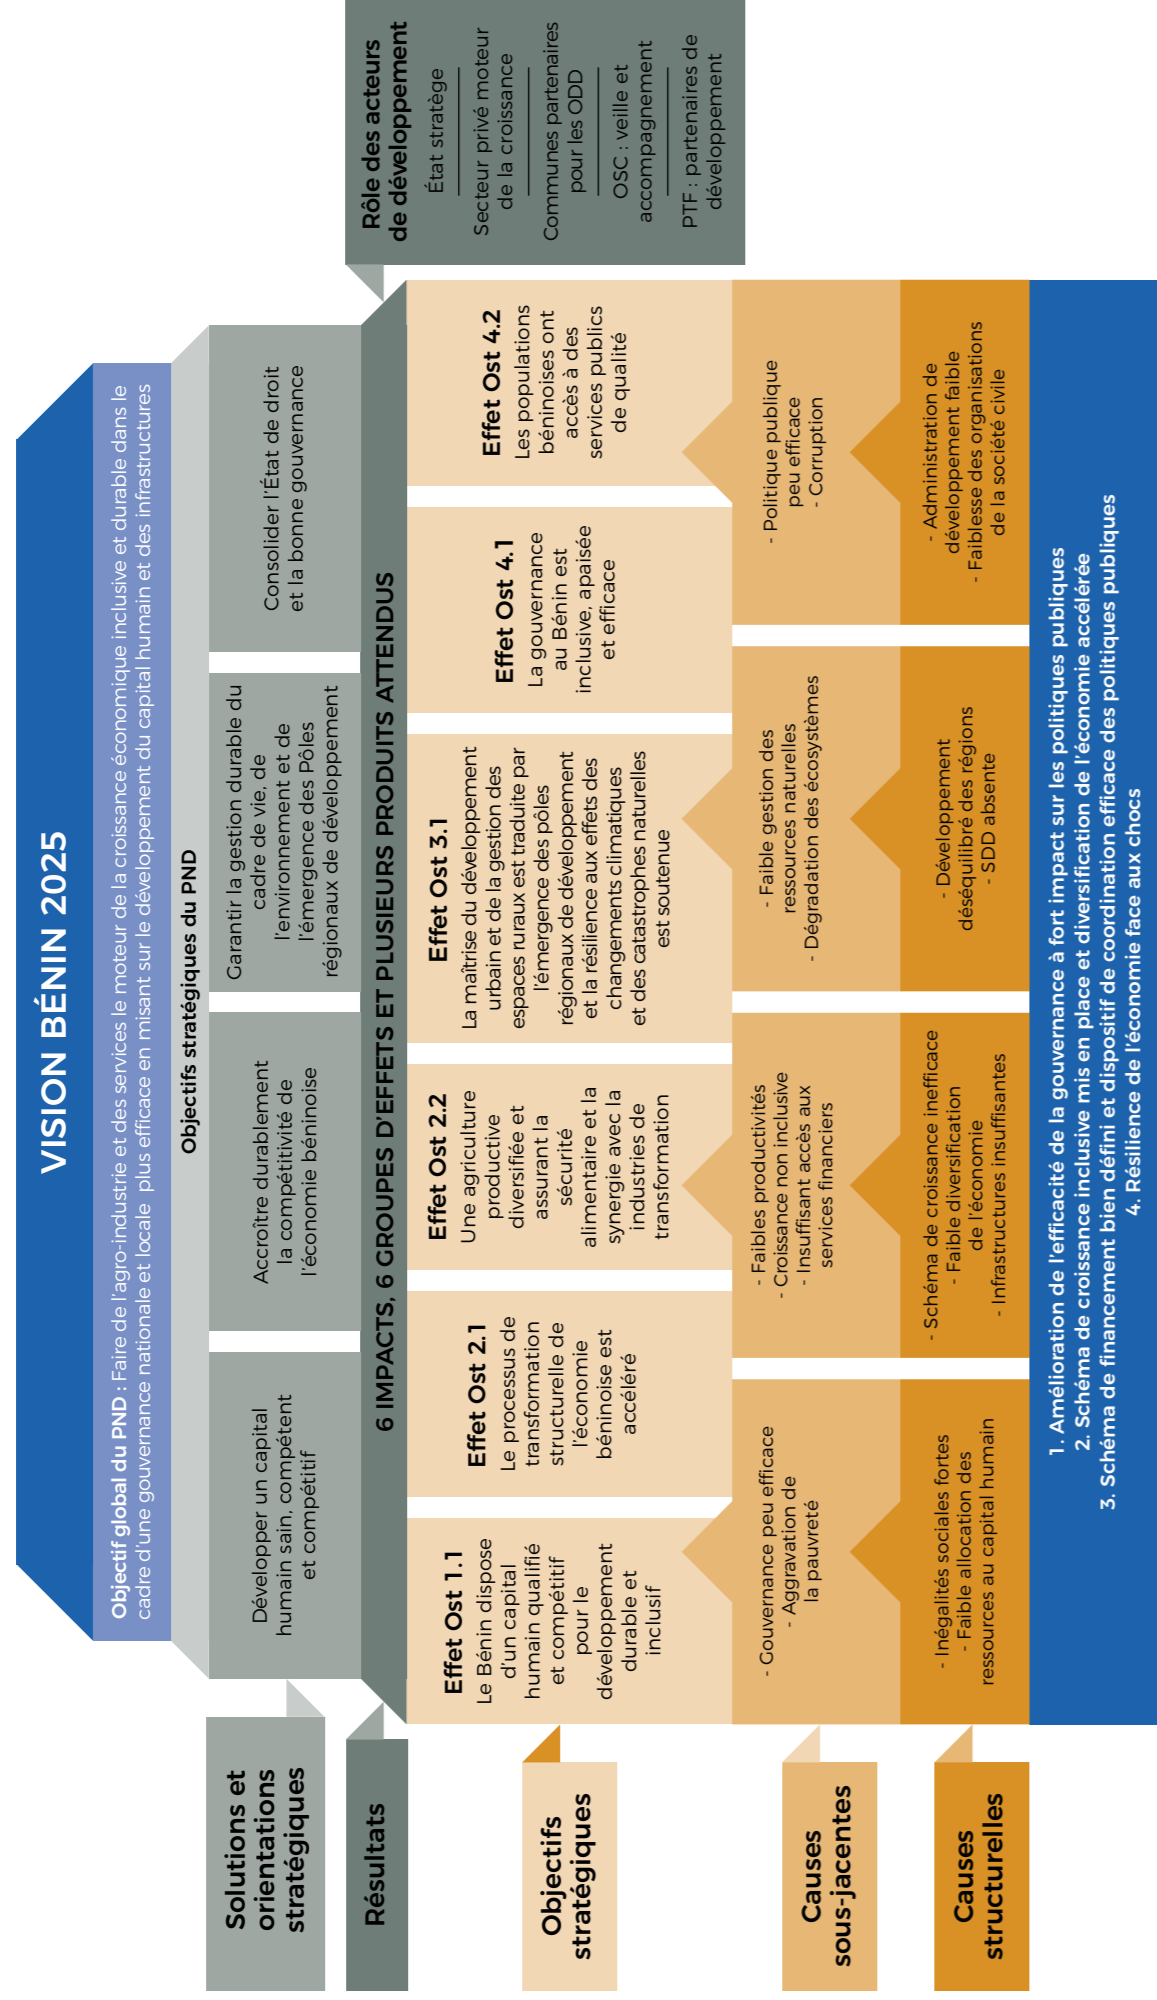 VISION BÉNIN 2025
Objectif global du PND : Faire de l'agro-industrie et des services le moteur de la croissance économique inclusive et durable dans le
cadre d'une gouvernance nationale et locale plus efficace en misant sur le développement du capital humain et des infrastructures
Objectifs stratégiques du PND
Solutions et
orientations
stratégiques
Développer un capital
humain sain, compétent
et compétitif
Accroître durablement
la compétitivité de
l'économie béninoise
Garantir la gestion durable du
cadre de vie, de
l'environnement et de
l'émergence des Pôles
régionaux de développement
Consolider l'État de droit
et la bonne gouvernance
Résultats
6 IMPACTS, 6 GROUPES D'EFFETS ET PLUSIEURS PRODUITS ATTENDUS
Rôle des acteurs
de développement
État stratège
Secteur privé moteur
de la croissance
Communes partenaires
pour les ODD
OSC : veille et
accompagnement
PTF : partenaires de
développement
Objectifs
stratégiques
Effet Ost 1.1
Le Bénin dispose
d'un capital
humain qualifié
et compétitif
pour le
développement
durable et
inclusif
Effet Ost 2.1
Le processus de
transformation
structurelle de
l'économie
béninoise est
accéléré
Effet Ost 2.2
Une agriculture
productive
diversifiée et
assurant la
sécurité
alimentaire et la
synergie avec la
industries de
transformation
Effet Ost 3.1
La maîtrise du développement
urbain et de la gestion des
espaces ruraux est traduite par
l'émergence des pôles
régionaux de développement
et la résilience aux effets des
changements climatiques
et des catastrophes naturelles
est soutenue
Effet Ost 4.1
La gouvernance
au Bénin est
inclusive, apaisée
et efficace
Effet Ost 4.2
Les populations
béninoises ont
accès à des
services publics
de qualité
Causes
sous-jacentes
- Gouvernance peu efficace
- Aggravation de
la pauvreté
- Faibles productivités
- Croissance non inclusive
- Insuffisant accès aux
services financiers
- Faible gestion des
ressources naturelles
- Dégradation des écosystèmes
- Politique publique
peu efficace
- Corruption
Causes
structurelles
- Inégalités sociales fortes
- Faible allocation des
ressources au capital humain
- Schéma de croissance inefficace
- Faible diversification
de l'économie
- Infrastructures insuffisantes
- Développement
déséquilibré des régions
- SDD absente
- Administration de
développement faible
- Faiblesse des organisations
de la société civile
1. Amélioration de l'efficacité de la gouvernance à fort impact sur les politiques publiques
2. Schéma de croissance inclusive mis en place et diversification de l'économie accélérée
3. Schéma de financement bien défini et dispositif de coordination efficace des politiques publiques
4. Résilience de l'économie face aux chocs